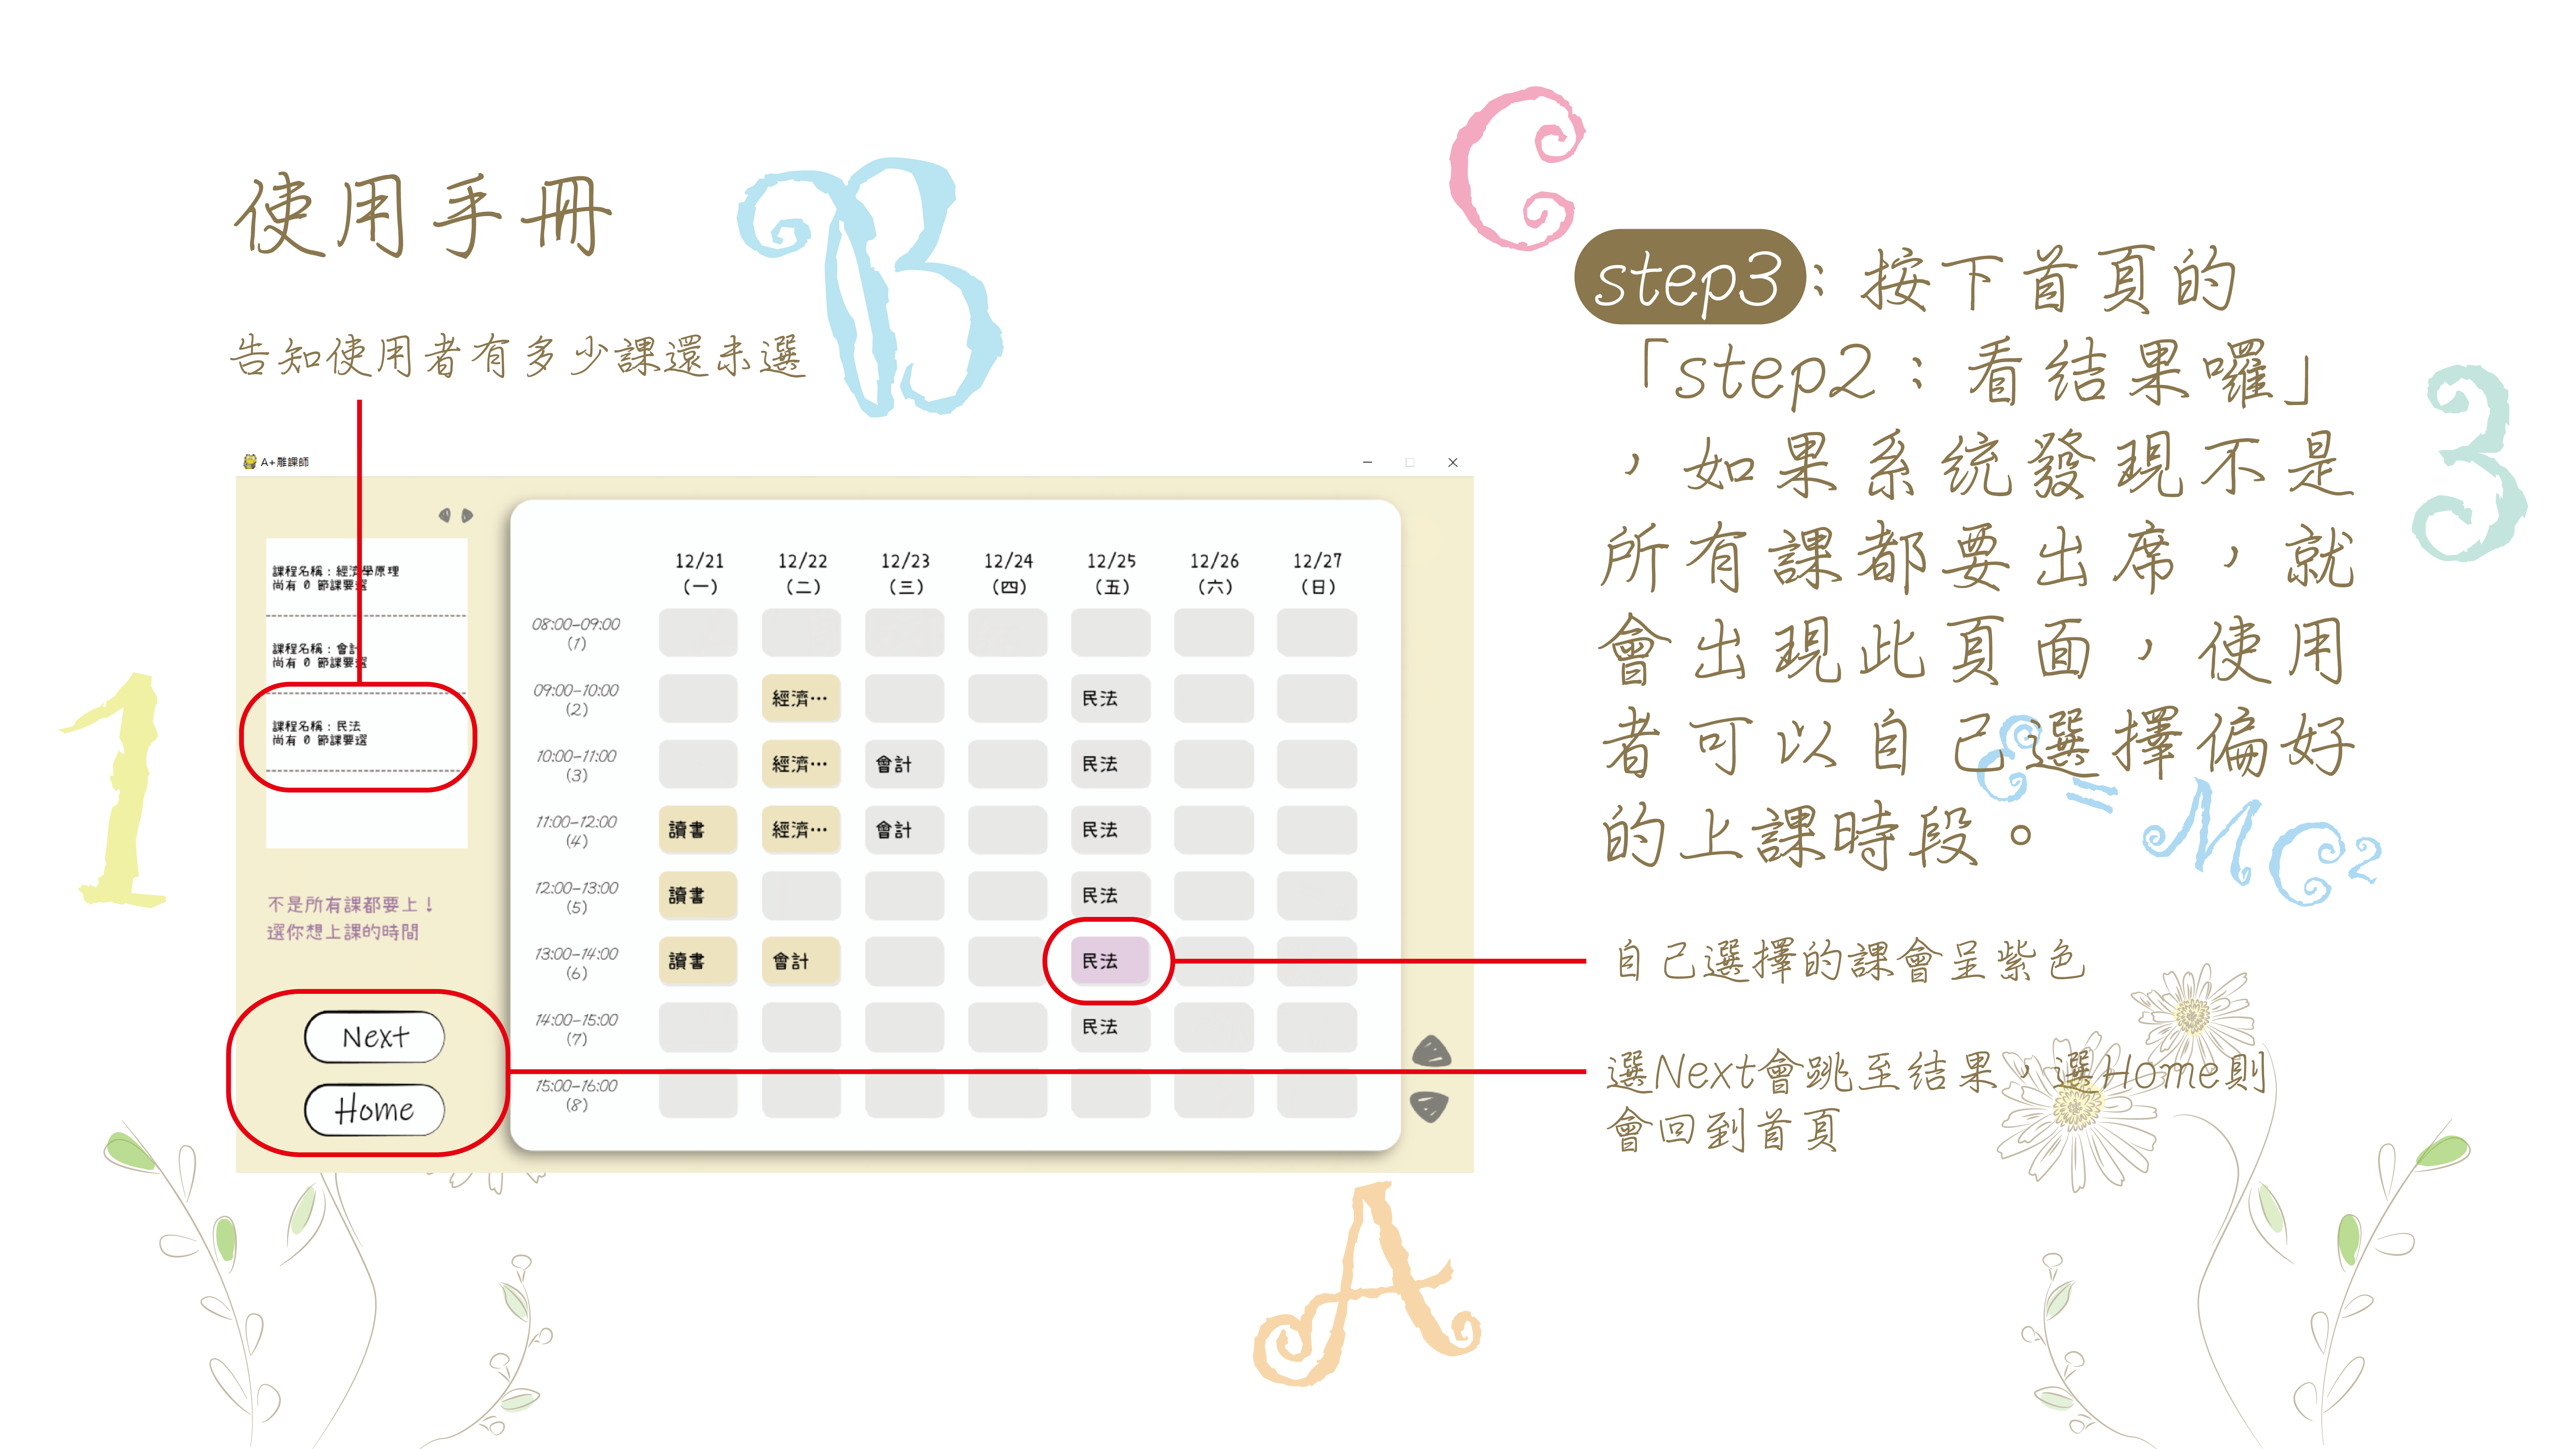 使用手冊
告知使用者有多少課還未選
A+雕課師
課程名稱：經濟學原理
尚有 0 節課要選
課程名稱：會計
尚有 0 節課要選
課程名稱：民法
尚有 0 節課要選
不是所有課都要上！
選你想上課的時間
Next
Home
12/21 12/22 12/23 12/24 12/25 12/26 12/27
(一) (二) (三) (四) (五) (六) (日)
08:00-09:00
(1)
09:00-10:00
(2)
經濟… 民法
10:00-11:00
(3)
經濟… 會計 民法
11:00-12:00
(4)
讀書 經濟… 會計 民法
12:00-13:00
(5)
讀書 民法
13:00-14:00
(6)
讀書 會計 民法
14:00-15:00
(7)
民法
15:00-16:00
(8)
step3：按下首頁的
「step2：看結果囉」
，如果系統發現不是
所有課都要出席，就
會出現此頁面，使用
者可以自己選擇偏好
的上課時段。
自己選擇的課會呈紫色
選Next會跳至結果，選Home則
會回到首頁
1
B
C
3
A
e=MC²